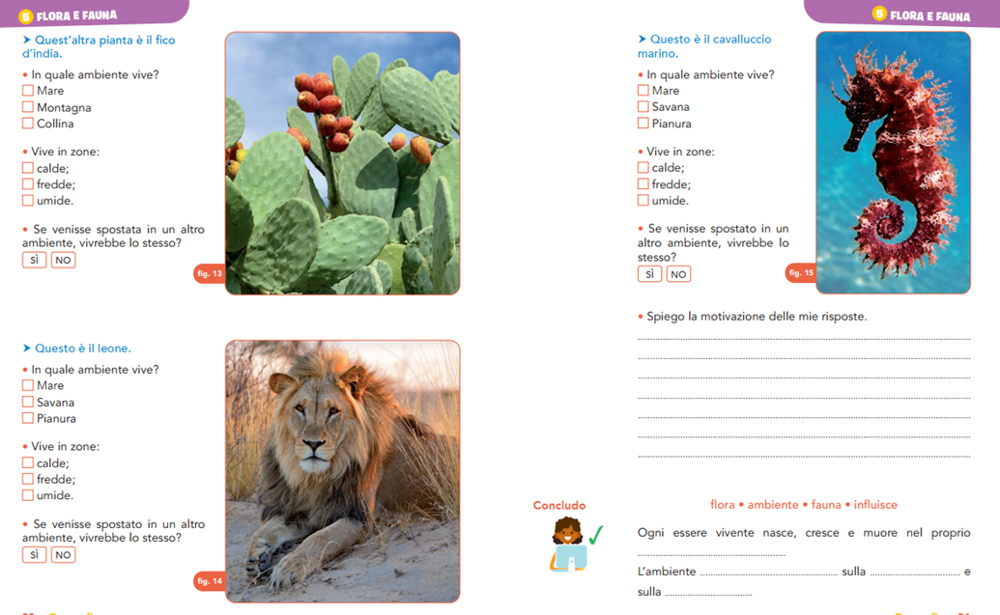 5 FLORA E FAUNA
➤ Quest'altra pianta è il fico
d'india.
• In quale ambiente vive?
Mare
Montagna
Collina
• Vive in zone:
calde;
fredde;
umide.
• Se venisse spostata in un altro
ambiente, vivrebbe lo stesso?
SÌ NO
fig. 13
➤ Questo è il leone.
• In quale ambiente vive?
Mare
Savana
Pianura
• Vive in zone:
calde;
fredde;
umide.
• Se venisse spostato in un altro
ambiente, vivrebbe lo stesso?
SÌ NO
fig. 14
5 FLORA E FAUNA
➤ Questo è il cavalluccio
marino.
• In quale ambiente vive?
Mare
Savana
Pianura
• Vive in zone:
calde;
fredde;
umide.
• Se venisse spostato in un
altro ambiente, vivrebbe lo
stesso?
SÌ NO
fig. 15
• Spiego la motivazione delle mie risposte.
Concludo
flora • ambiente • fauna • influisce
Ogni essere vivente nasce, cresce e muore nel proprio
......................................................
L'ambiente .................................................. sulla ................................. e
sulla ................................